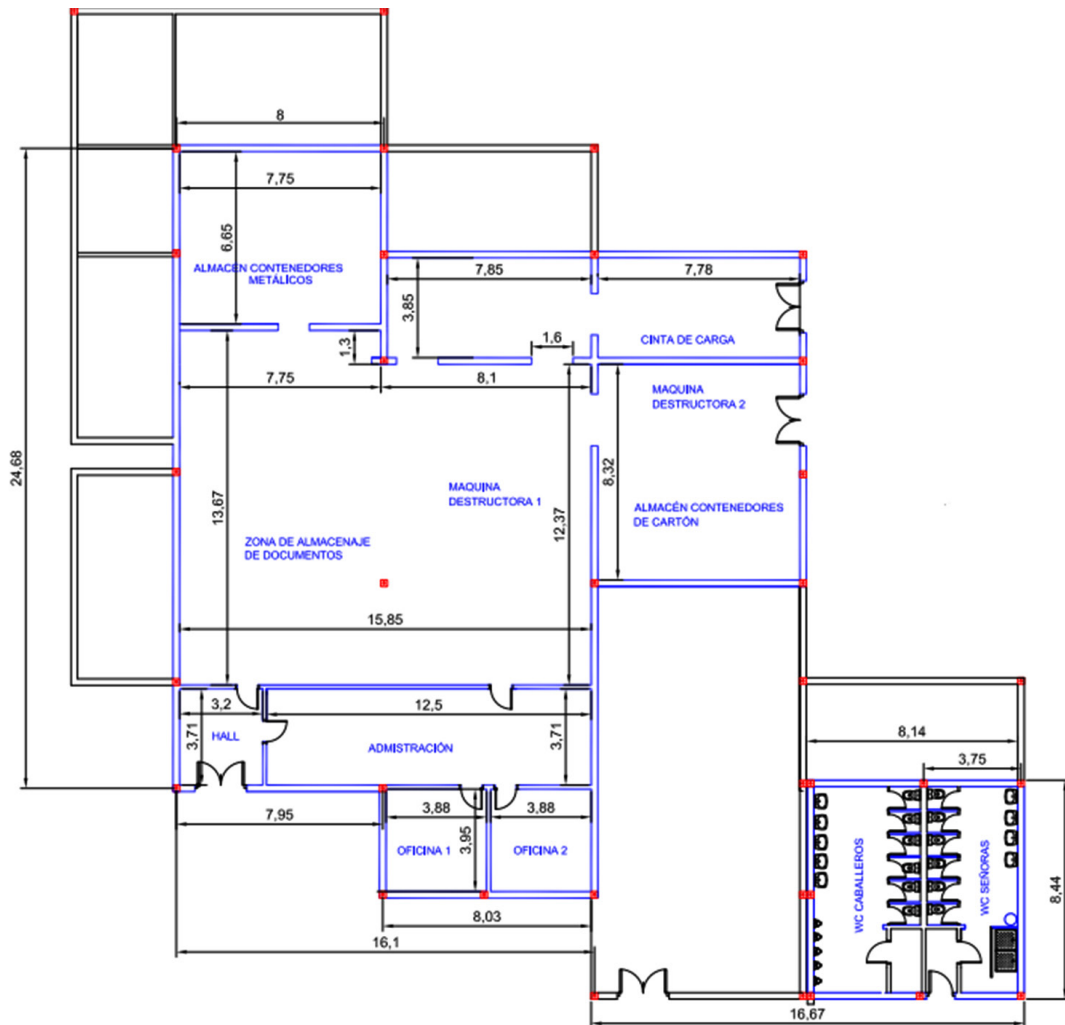 8
7,75
6,65
ALMACÉN CONTENEDORES
METÁLICOS
7,85
7,78
3,85
1,3
1,6
CINTA DE CARGA
7,75
8,1
MAQUINA
DESTRUCTORA 2
24,68
13,67
MAQUINA
DESTRUCTORA 1
12,37
8,32
ALMACÉN CONTENEDORES
DE CARTÓN
ZONA DE ALMACENAJE
DE DOCUMENTOS
15,85
3,2
12,5
3,71
HALL
ADMISTRACIÓN
3,71
8,14
3,75
7,95
3,88
3,88
3,95
OFICINA 1
OFICINA 2
WC CABALLEROS
WC SEÑORAS
8,44
8,03
16,1
16,67